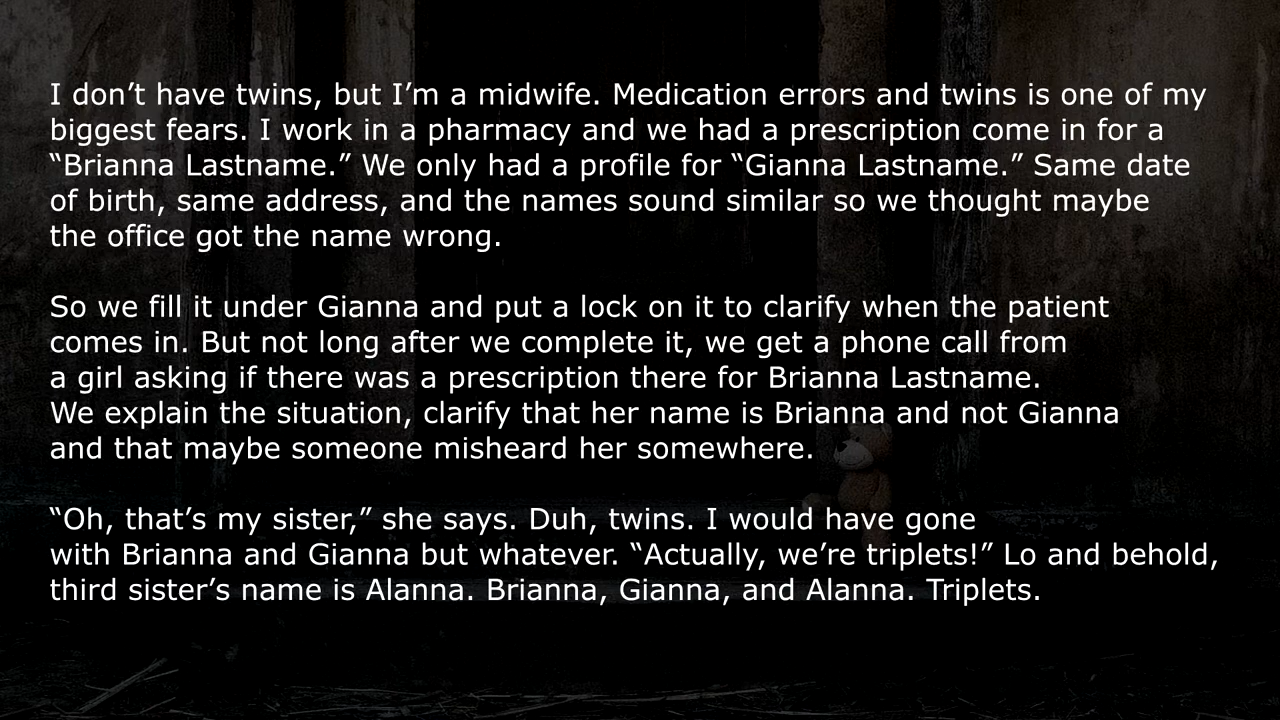 I don’t have twins, but I’m a midwife. Medication errors and twins is one of my
biggest fears. I work in a pharmacy and we had a prescription come in for a
“Brianna Lastname.” We only had a profile for “Gianna Lastname.” Same date
of birth, same address, and the names sound similar so we thought maybe
the office got the name wrong.

So we fill it under Gianna and put a lock on it to clarify when the patient
comes in. But not long after we complete it, we get a phone call from
a girl asking if there was a prescription there for Brianna Lastname.
We explain the situation, clarify that her name is Brianna and not Gianna
and that maybe someone misheard her somewhere.

“Oh, that’s my sister,” she says. Duh, twins. I would have gone
with Brianna and Gianna but whatever. “Actually, we’re triplets!” Lo and behold,
third sister’s name is Alanna. Brianna, Gianna, and Alanna. Triplets.